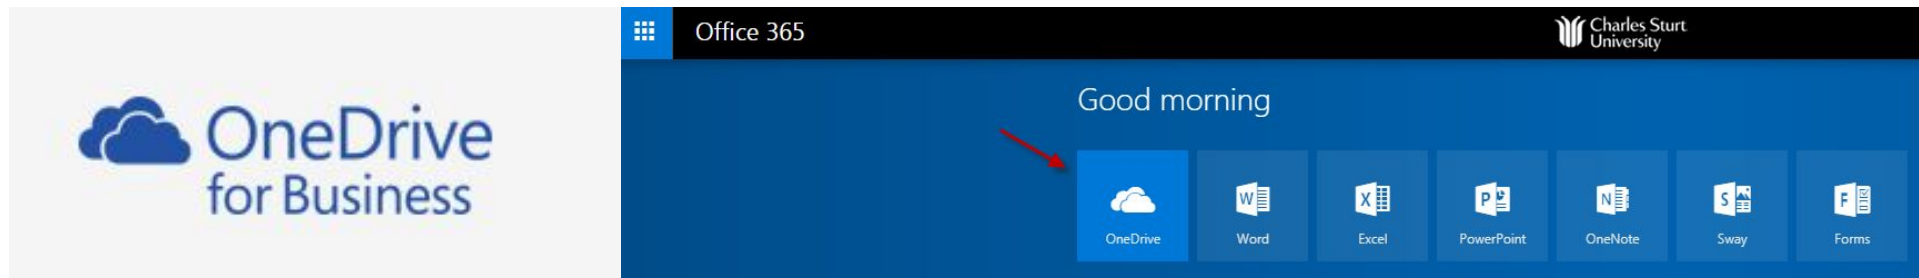 OneDrive
for Business
Office 365
Charles Sturt
University
Good morning
OneDrive
Word
Excel
PowerPoint
OneNote
Sway
Forms